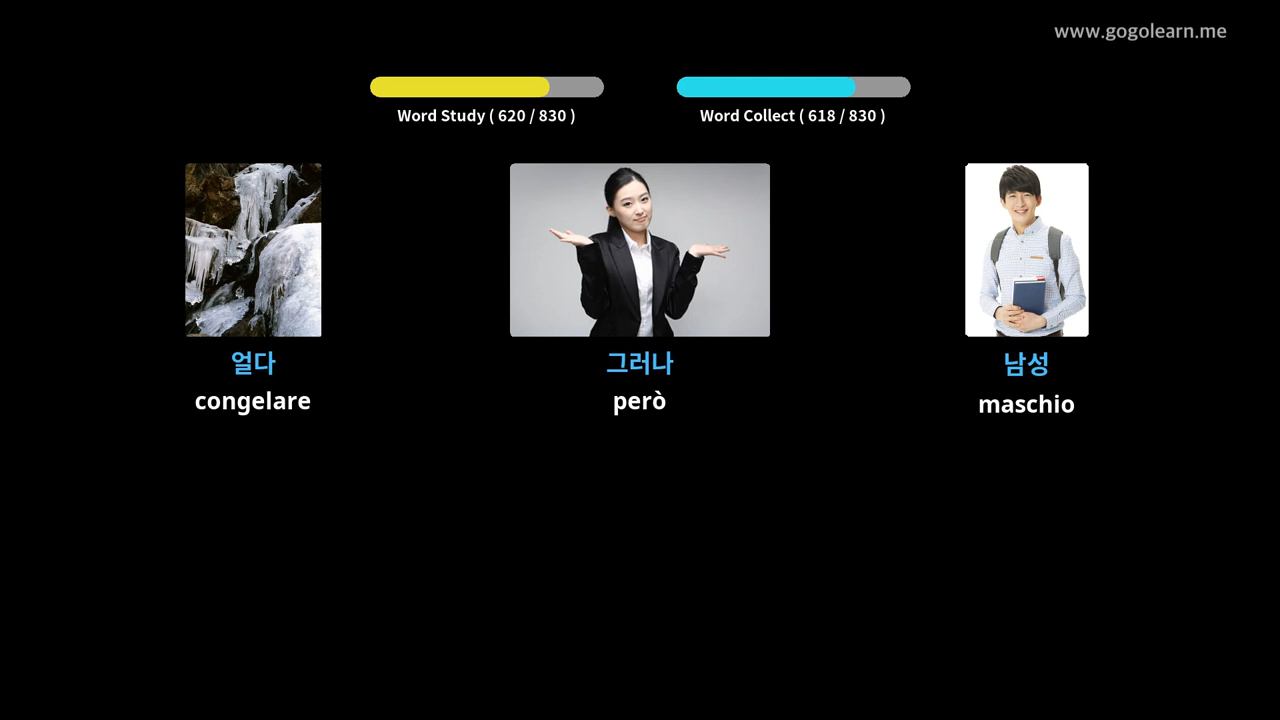 www.gogolearn.me
Word Study ( 620 / 830 )
Word Collect ( 618 / 830 )
얼다
congelare
그러나
però
남성
maschio